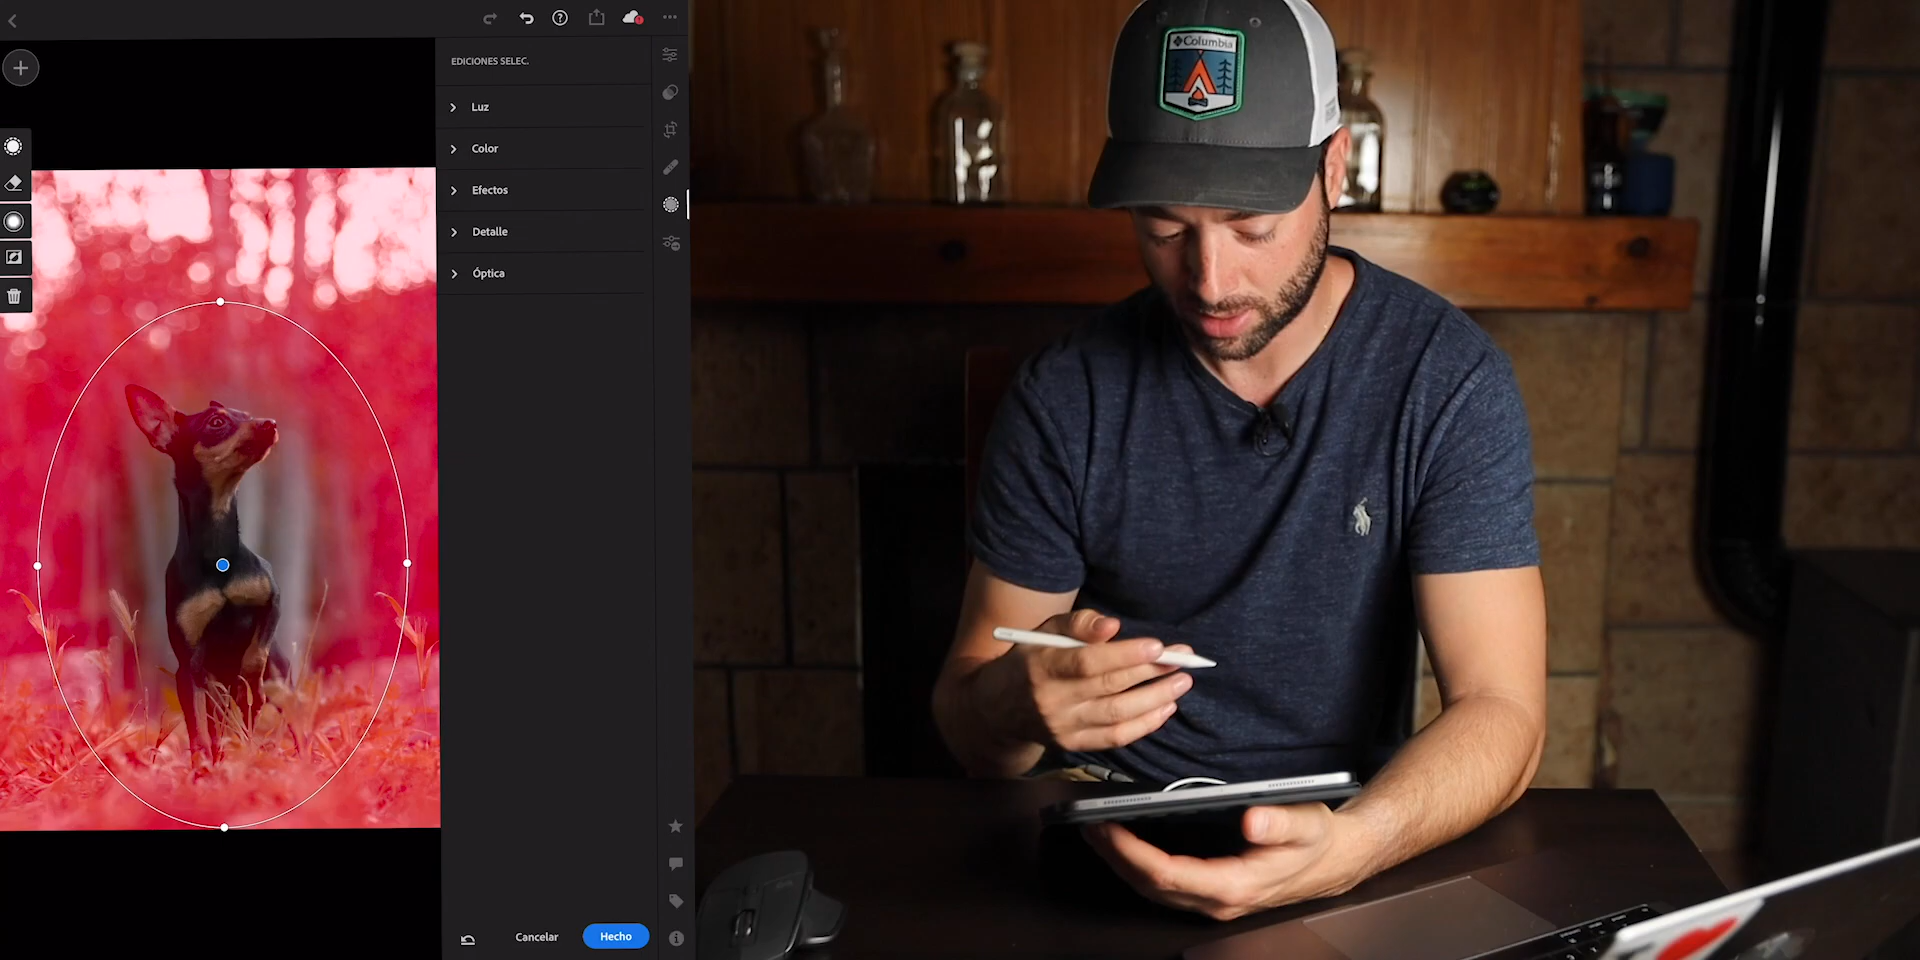 EDICIONES SELEC.
Luz
Color
Efectos
Detalle
Óptica
Cancelar
Hecho
Columbia